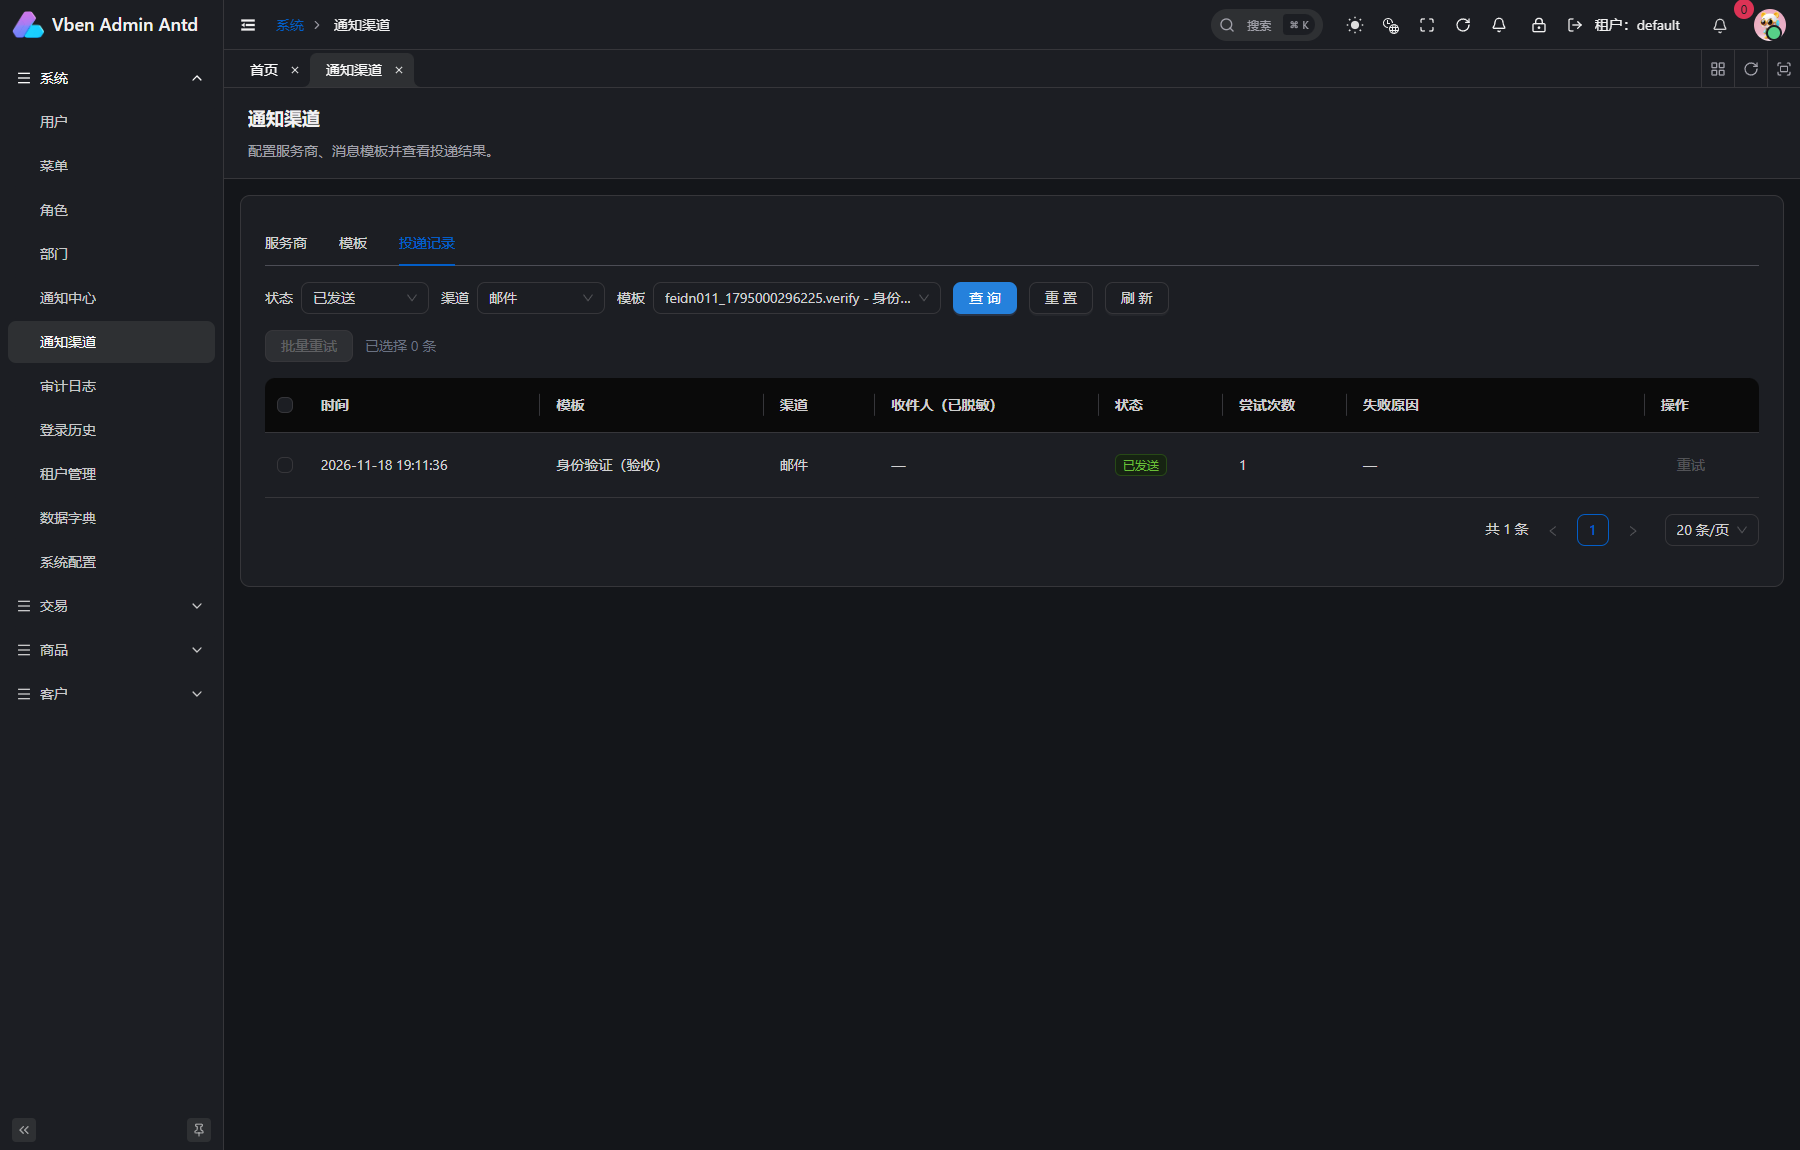 Vben Admin Antd
系统
用户
菜单
角色
部门
通知中心
通知渠道
审计日志
登录历史
租户管理
数据字典
系统配置
交易
商品
客户
系统 > 通知渠道
搜索 ⌘ K
租户：default
0
首页 ×
通知渠道 ×
通知渠道
配置服务商、消息模板并查看投递结果。
服务商 模板 投递记录
状态 已发送 渠道 邮件 模板 feidn011_1795000296225.verify - 身份... 查 询 重 置 刷 新
批量重试 已选择 0 条
时间 模板 渠道 收件人（已脱敏） 状态 尝试次数 失败原因 操作
2026-11-18 19:11:36 身份验证（验收） 邮件 — 已发送 1 — 重试
共 1 条 < 1 > 20 条/页